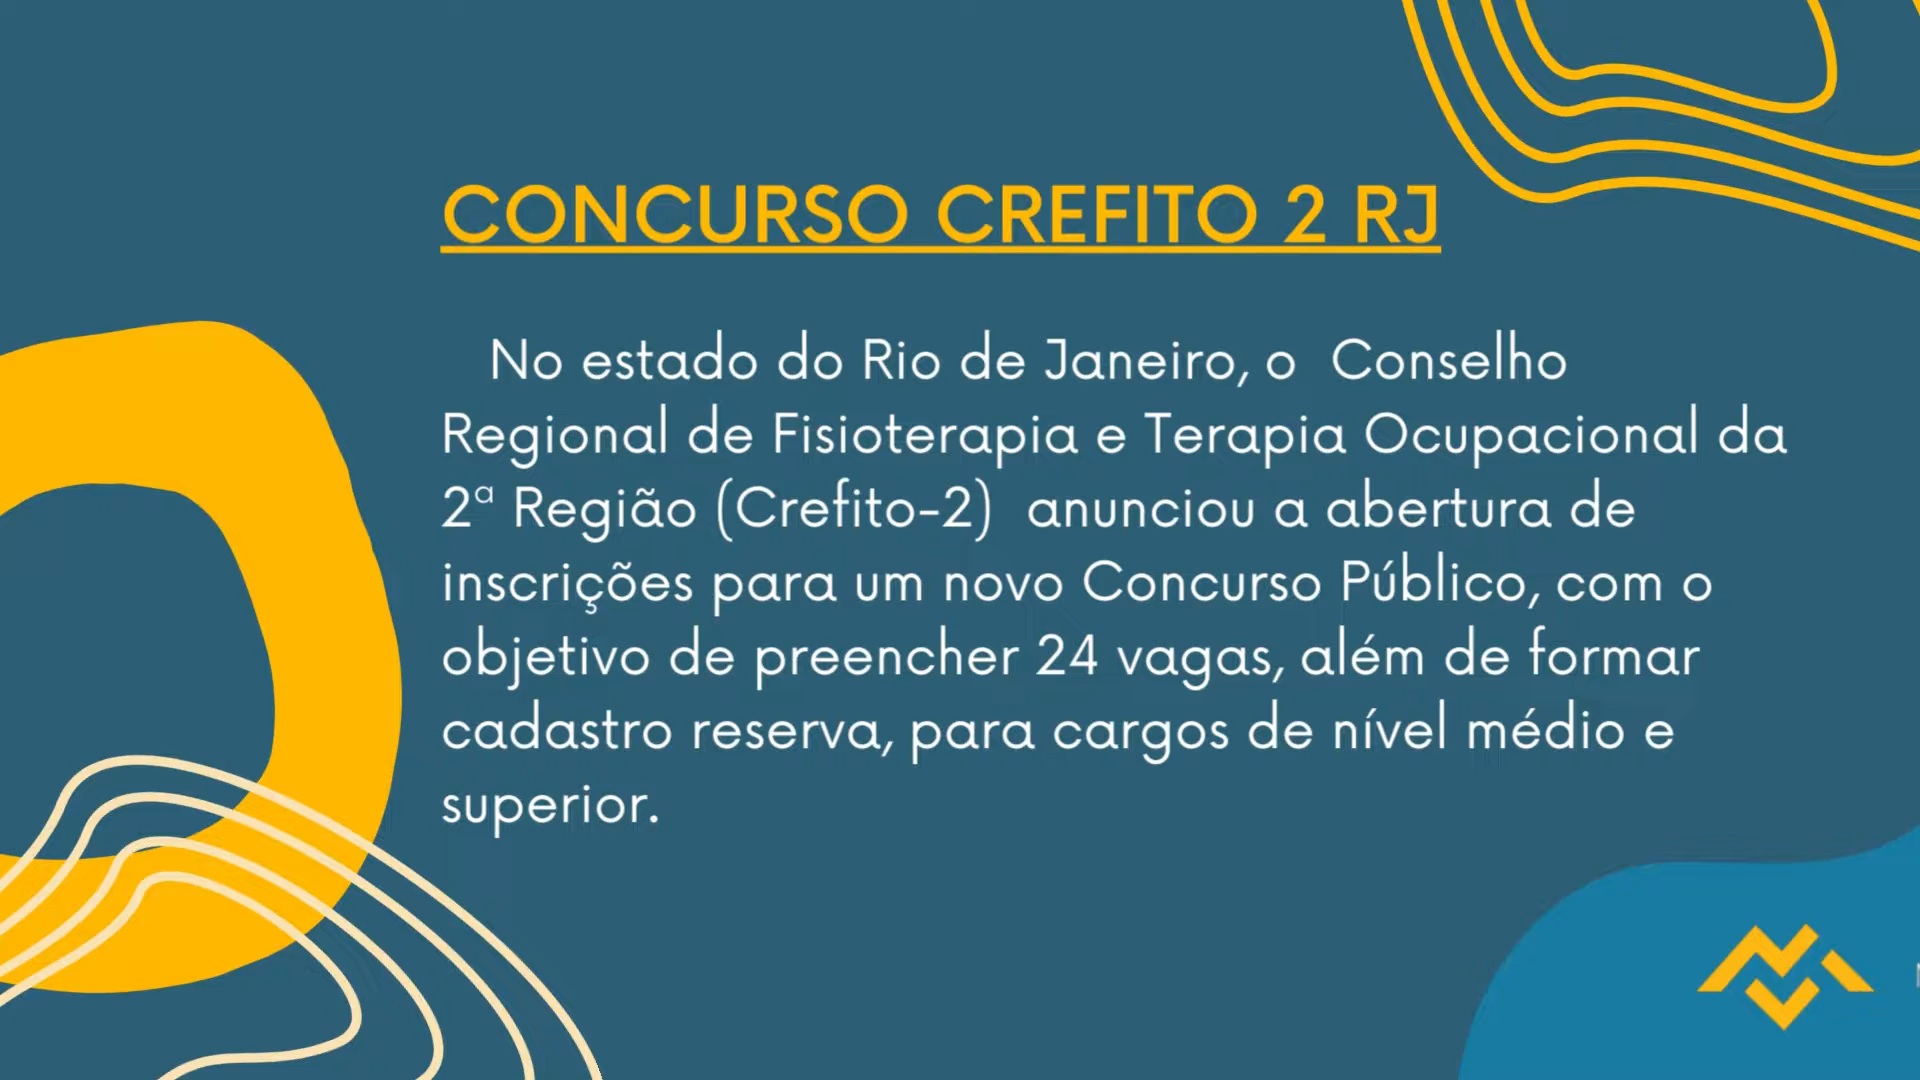 CONCURSO CREFITO 2 RJ
No estado do Rio de Janeiro, o Conselho
Regional de Fisioterapia e Terapia Ocupacional da
2ª Região (Crefito-2) anunciou a abertura de
inscrições para um novo Concurso Público, com o
objetivo de preencher 24 vagas, além de formar
cadastro reserva, para cargos de nível médio e
superior.